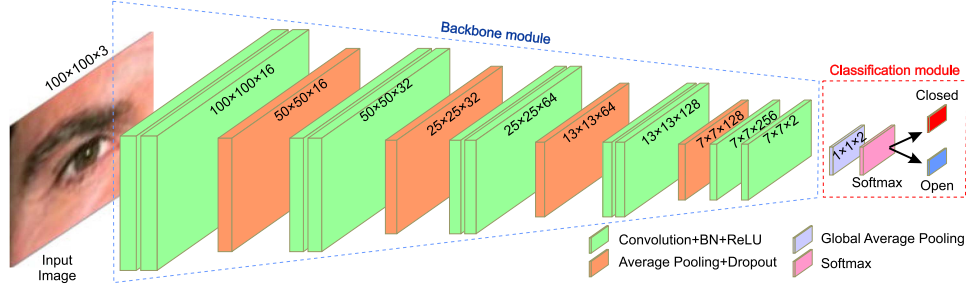 Backbone module
100×100×3
100×100×16
50×50×16
50×50×32
25×25×32
25×25×64
13×13×64
13×13×128
7×7×128
7×7×256
7×7×2
Classification module
Closed
1×1×2
Softmax
Open
Input
Image
Convolution+BN+ReLU
Average Pooling+Dropout
Global Average Pooling
Softmax